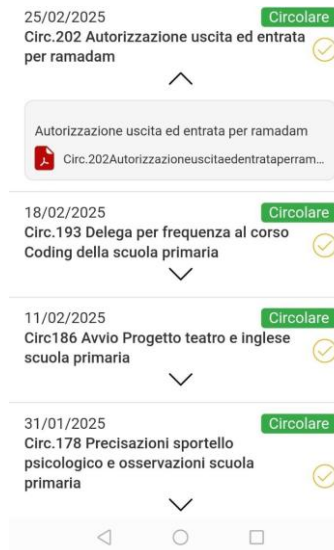 25/02/2025 Circolare
Circ.202 Autorizzazione uscita ed entrata
per ramadam
Autorizzazione uscita ed entrata per ramadam
Circ.202Autorizzazioneuscitaedentrataperram...
18/02/2025 Circolare
Circ.193 Delega per frequenza al corso
Coding della scuola primaria
11/02/2025 Circolare
Circ186 Avvio Progetto teatro e inglese
scuola primaria
31/01/2025 Circolare
Circ.178 Precisazioni sportello
psicologico e osservazioni scuola
primaria